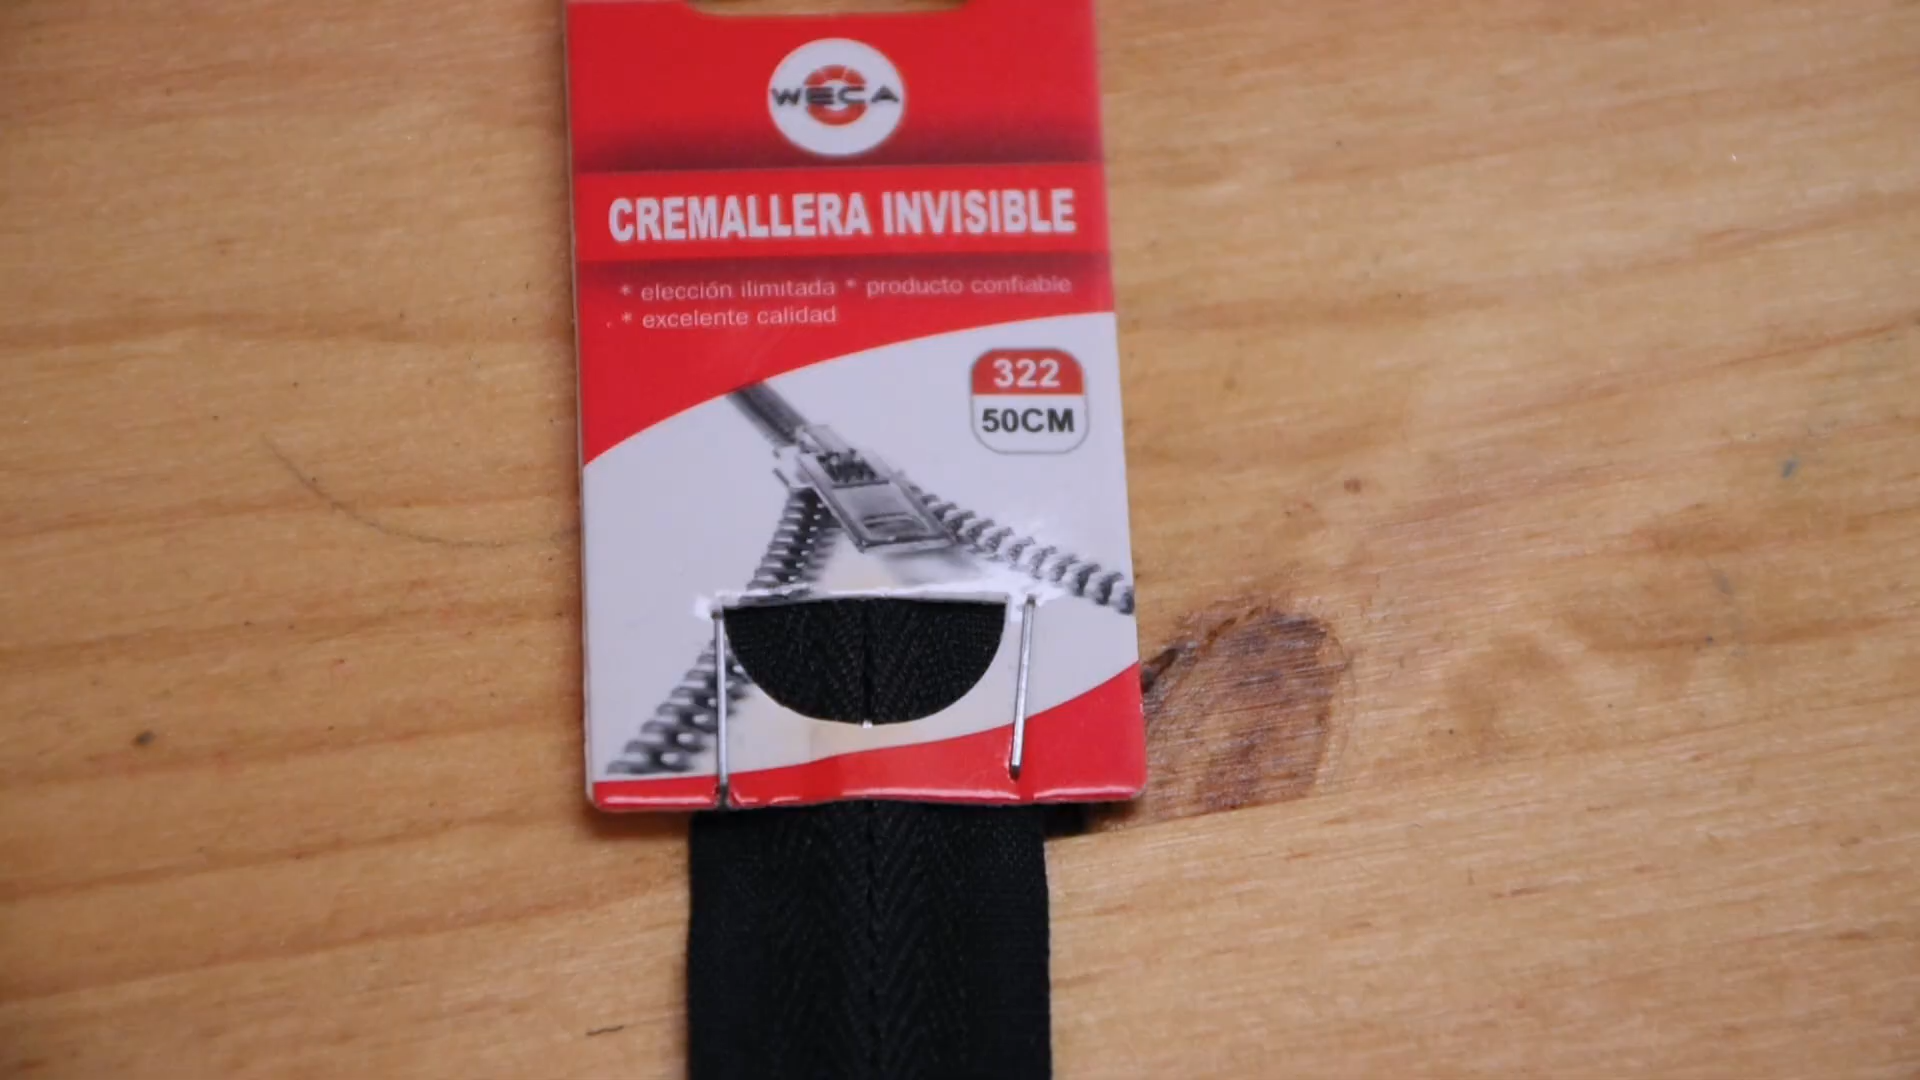 WECA
CREMALLERA INVISIBLE
* elección ilimitada * producto confiable
* excelente calidad
322
50CM